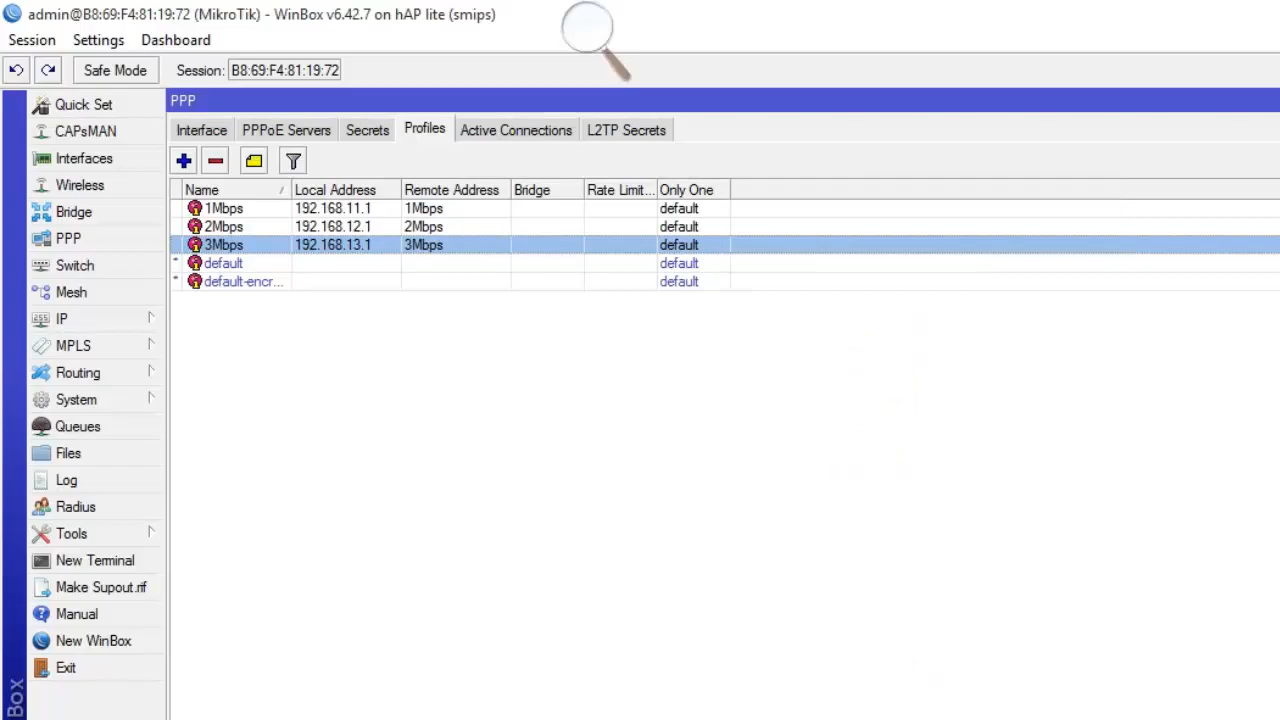 admin@B8:69:F4:81:19:72 (MikroTik) - WinBox v6.42.7 on hAP lite (smips)
Session Settings Dashboard
Safe Mode Session: B8:69:F4:81:19:72
Quick Set
CAPsMAN
Interfaces
Wireless
Bridge
PPP
Switch
Mesh
255 IP
MPLS
Routing
System
Queues
Files
Log
Radius
Tools
New Terminal
Make Supout.rif
Manual
New WinBox
Exit
Box
PPP
Interface PPPoE Servers Secrets Profiles Active Connections L2TP Secrets
Name / Local Address Remote Address Bridge Rate Limit... Only One
1Mbps 192.168.11.1 1Mbps default
2Mbps 192.168.12.1 2Mbps default
3Mbps 192.168.13.1 3Mbps default
* default default
* default-encr... default